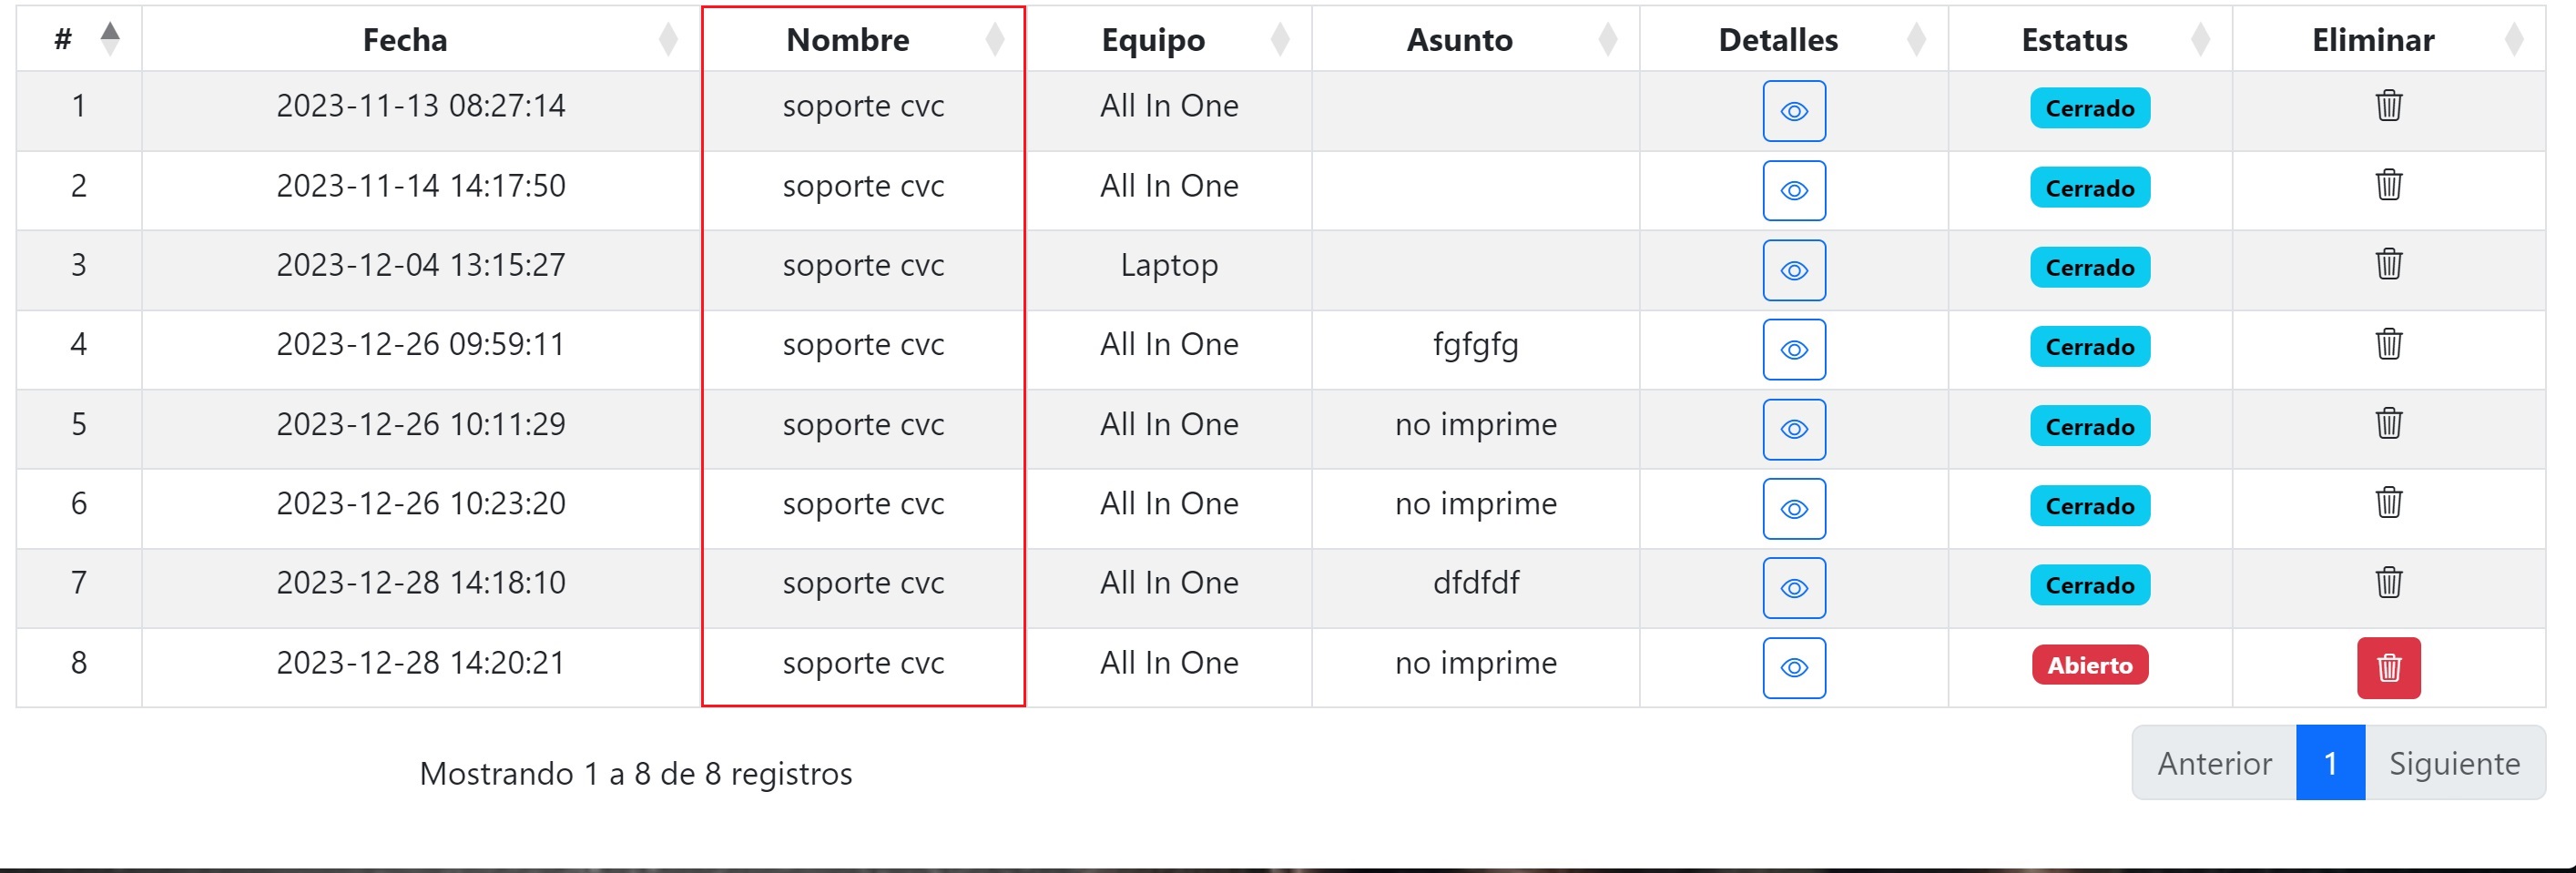 # Fecha Nombre Equipo Asunto Detalles Estatus Eliminar
1 2023-11-13 08:27:14 soporte cvc All In One Cerrado
2 2023-11-14 14:17:50 soporte cvc All In One Cerrado
3 2023-12-04 13:15:27 soporte cvc Laptop Cerrado
4 2023-12-26 09:59:11 soporte cvc All In One fgfgfg Cerrado
5 2023-12-26 10:11:29 soporte cvc All In One no imprime Cerrado
6 2023-12-26 10:23:20 soporte cvc All In One no imprime Cerrado
7 2023-12-28 14:18:10 soporte cvc All In One dfdfdf Cerrado
8 2023-12-28 14:20:21 soporte cvc All In One no imprime Abierto
Mostrando 1 a 8 de 8 registros
Anterior 1 Siguiente